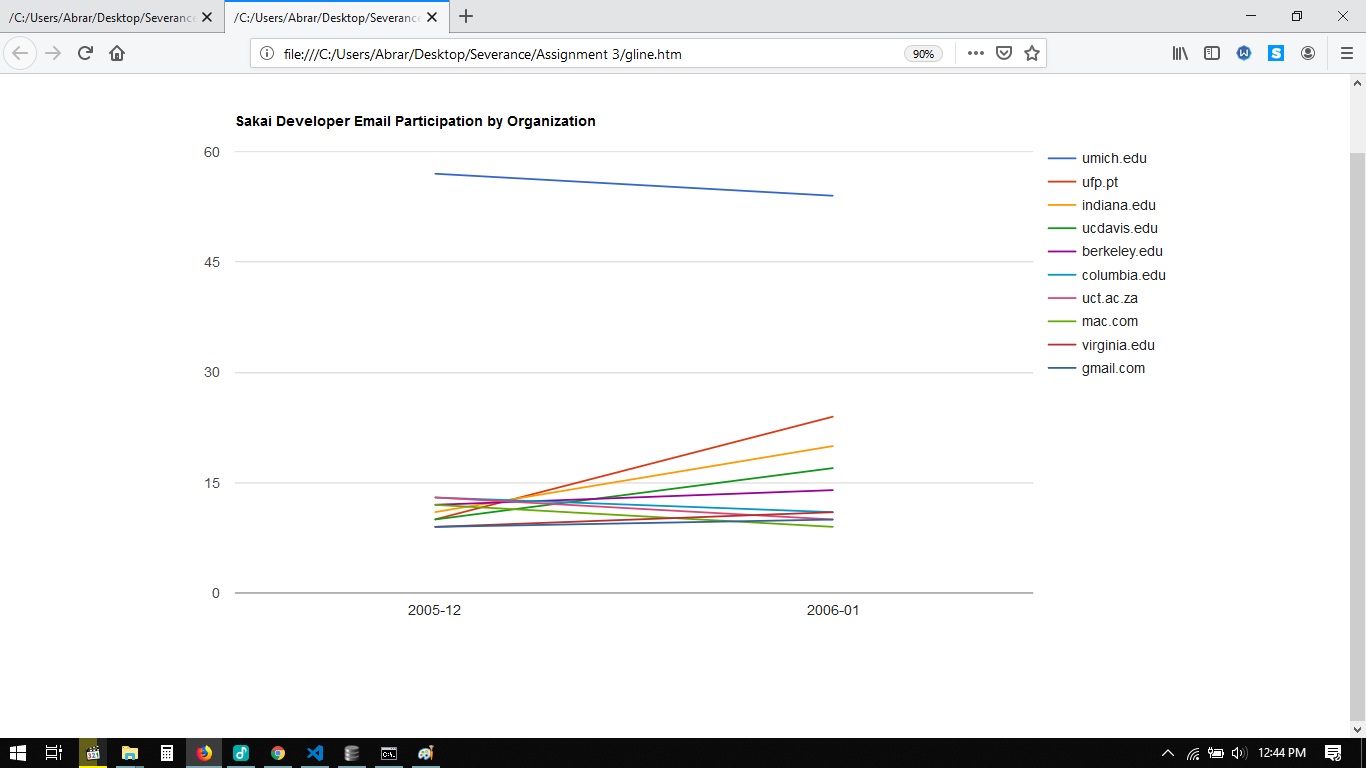 /C:/Users/Abrar/Desktop/Severance
/C:/Users/Abrar/Desktop/Severance
file:///C:/Users/Abrar/Desktop/Severance/Assignment 3/gline.htm
90%
S
Sakai Developer Email Participation by Organization
60
45
30
15
0
2005-12
2006-01
umich.edu
ufp.pt
indiana.edu
ucdavis.edu
berkeley.edu
columbia.edu
uct.ac.za
mac.com
virginia.edu
gmail.com
12:44 PM